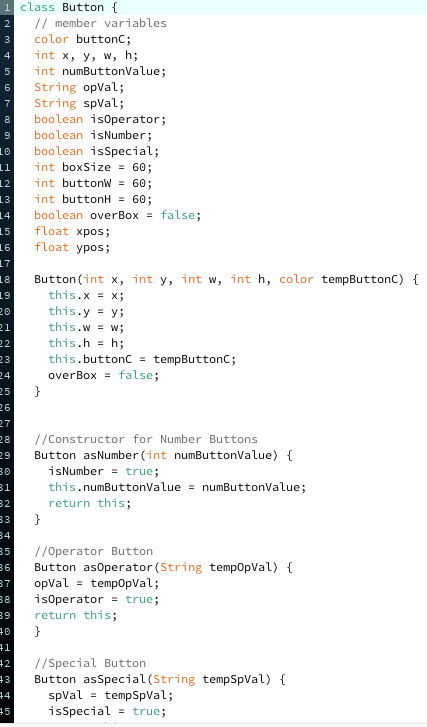 1 class Button {
2 // member variables
3 color buttonC;
4 int x, y, w, h;
5 int numButtonValue;
6 String opVal;
7 String spVal;
8 boolean isOperator;
9 boolean isNumber;
10 boolean isSpecial;
11 int boxSize = 60;
12 int buttonW = 60;
13 int buttonH = 60;
14 boolean overBox = false;
15 float xpos;
16 float ypos;
17
18 Button(int x, int y, int w, int h, color tempButtonC) {
19 this.x = x;
20 this.y = y;
21 this.w = w;
22 this.h = h;
23 this.buttonC = tempButtonC;
24 overBox = false;
25 }
26
27
28 //Constructor for Number Buttons
29 Button asNumber(int numButtonValue) {
30 isNumber = true;
31 this.numButtonValue = numButtonValue;
32 return this;
33 }
34
35 //Operator Button
36 Button asOperator(String tempOpVal) {
37 opVal = tempOpVal;
38 isOperator = true;
39 return this;
40 }
41
42 //Special Button
43 Button asSpecial(String tempSpVal) {
44 spVal = tempSpVal;
45 isSpecial = true;